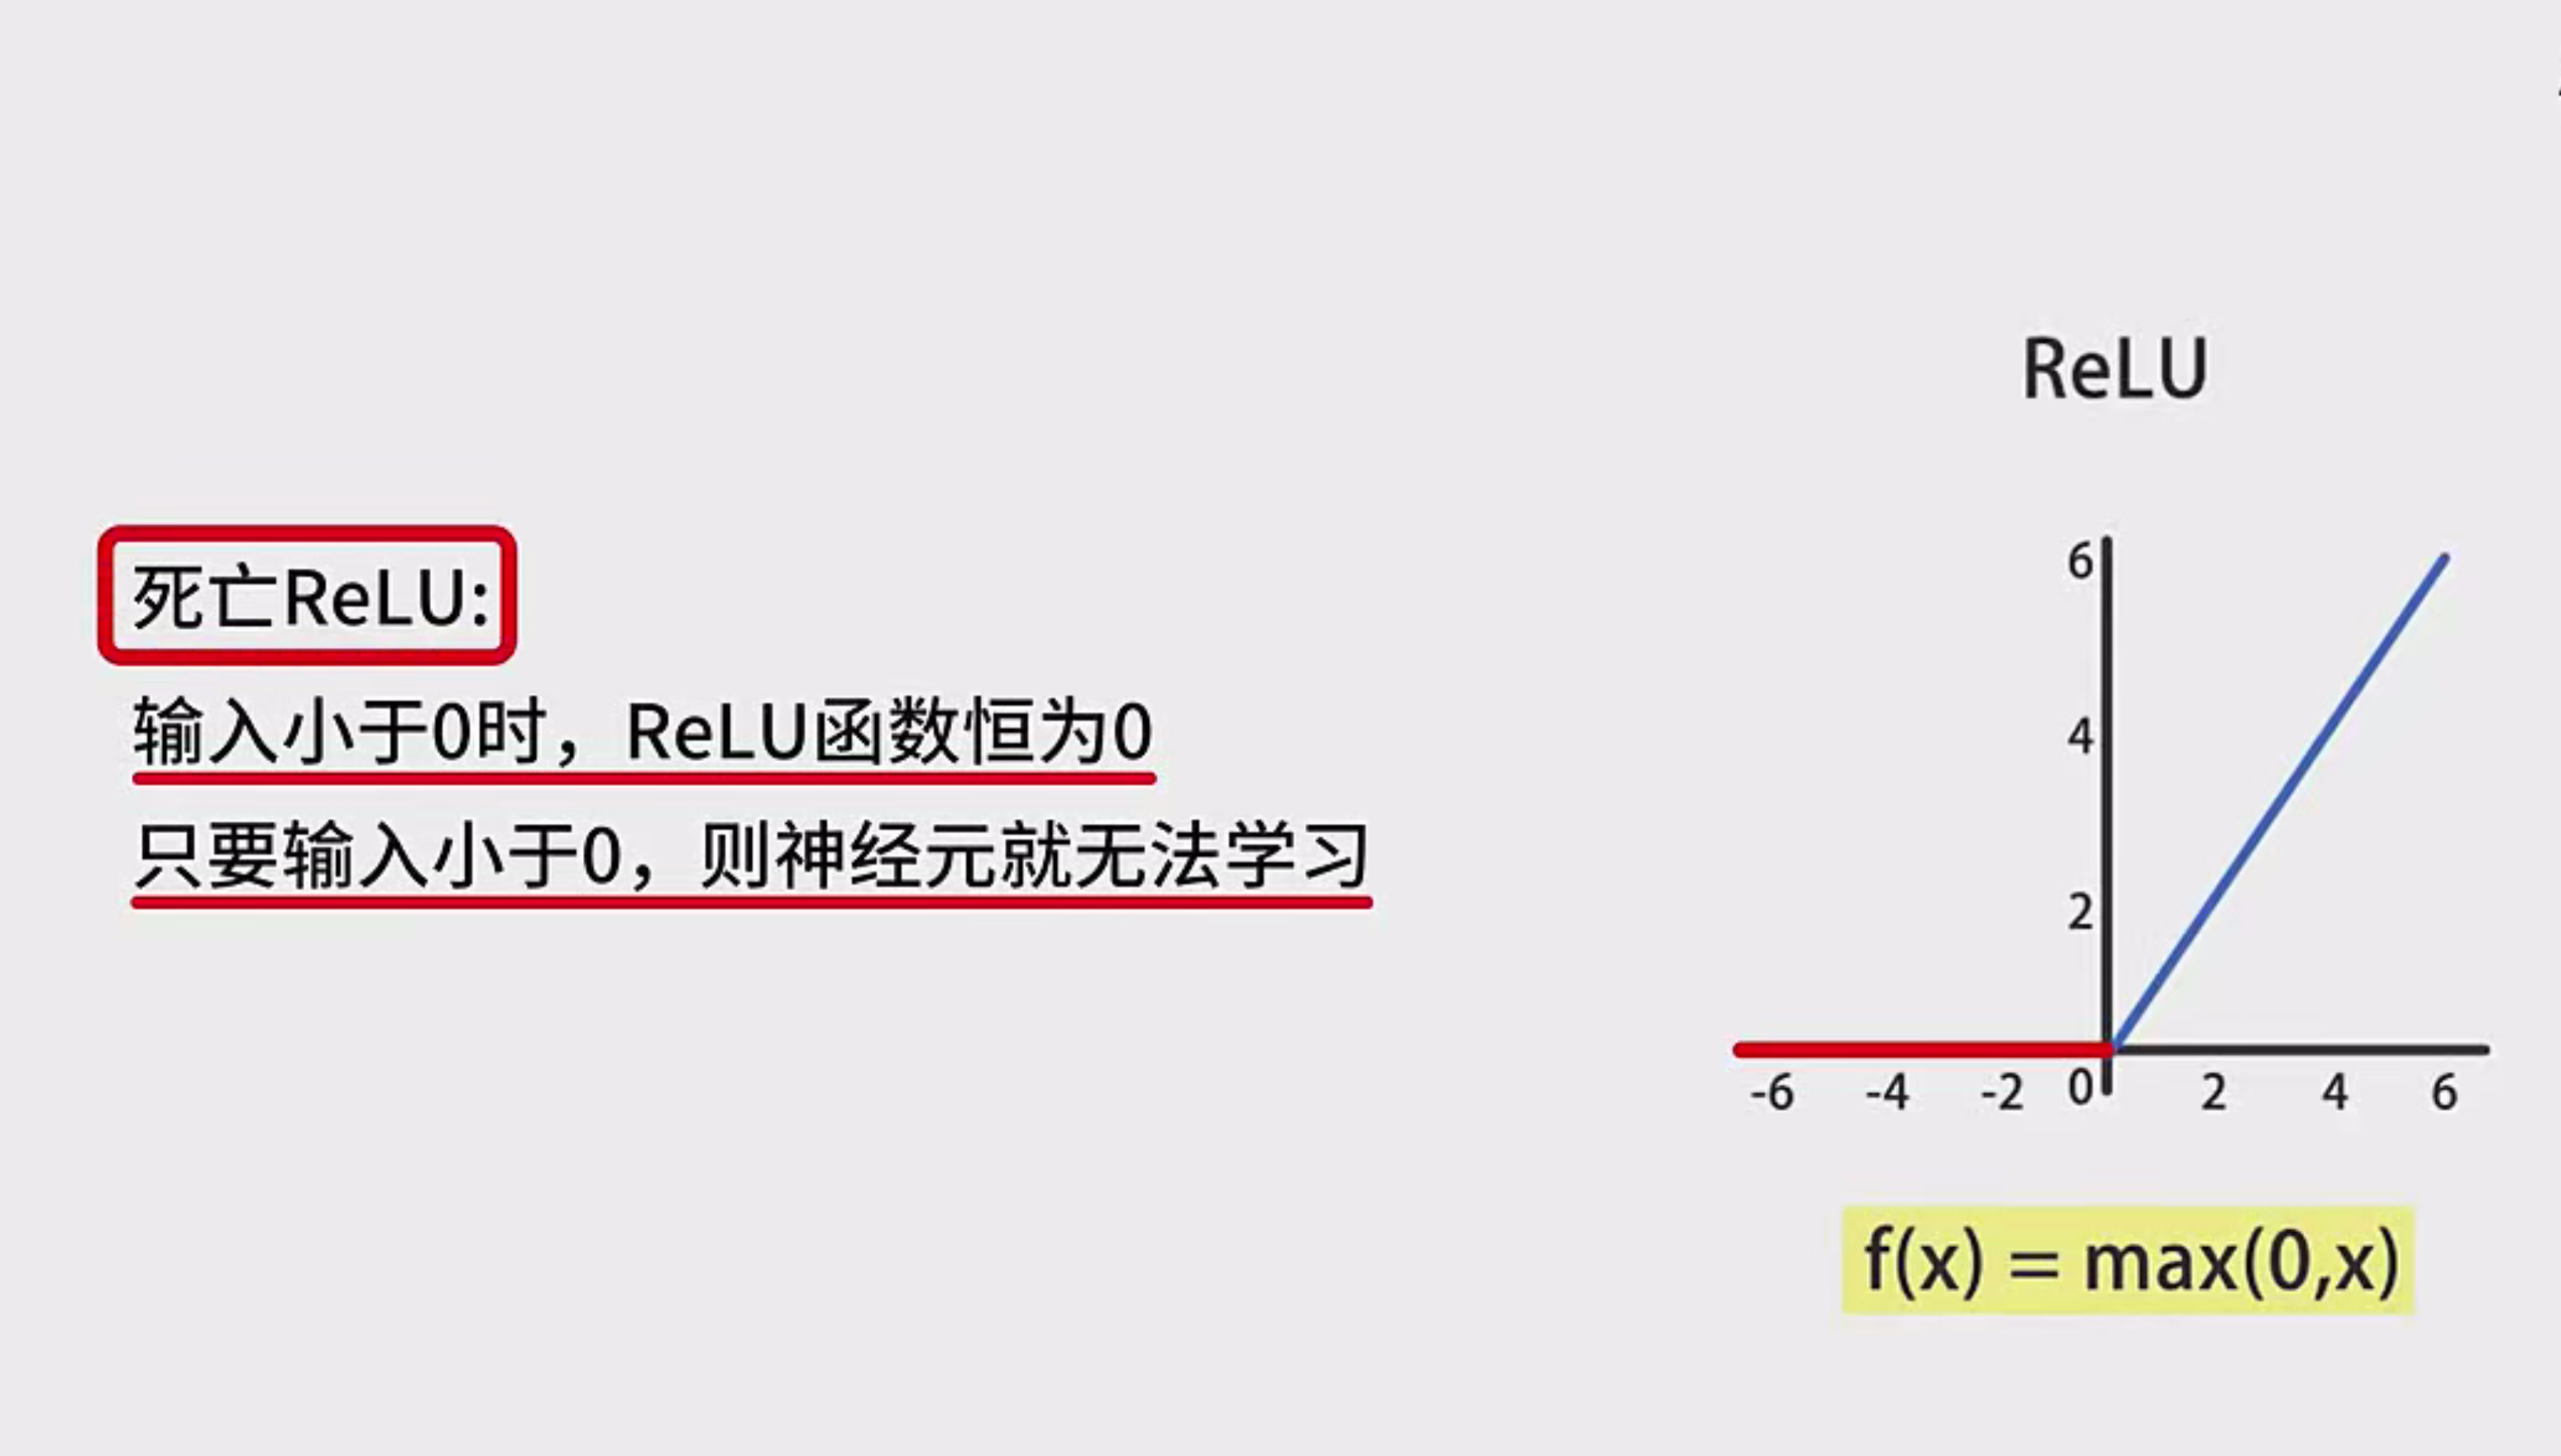 死亡ReLU:
输入小于0时，ReLU函数恒为0
只要输入小于0，则神经元就无法学习
ReLU
6
4
2
-6 -4 -2 0 2 4 6
f(x) = max(0,x)